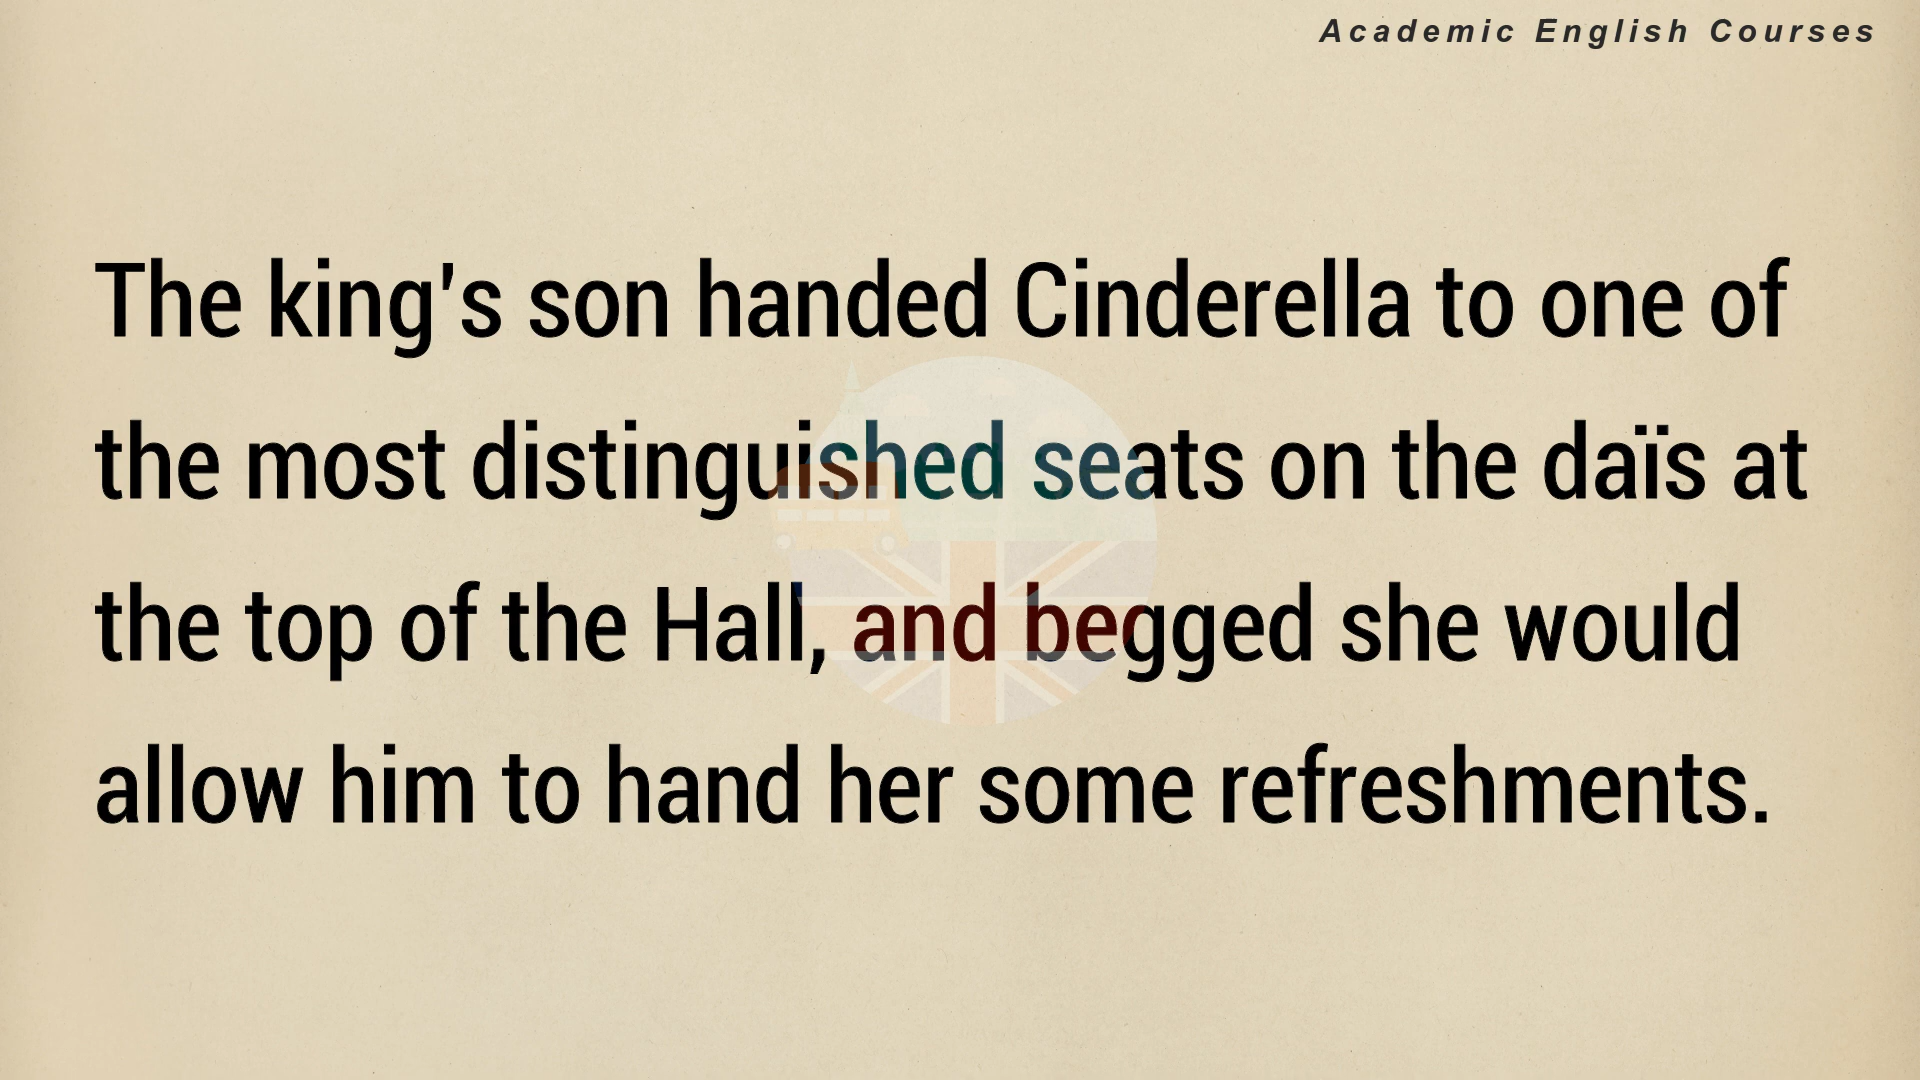 Academic English Courses
The king's son handed Cinderella to one of
the most distinguished seats on the daïs at
the top of the Hall, and begged she would
allow him to hand her some refreshments.